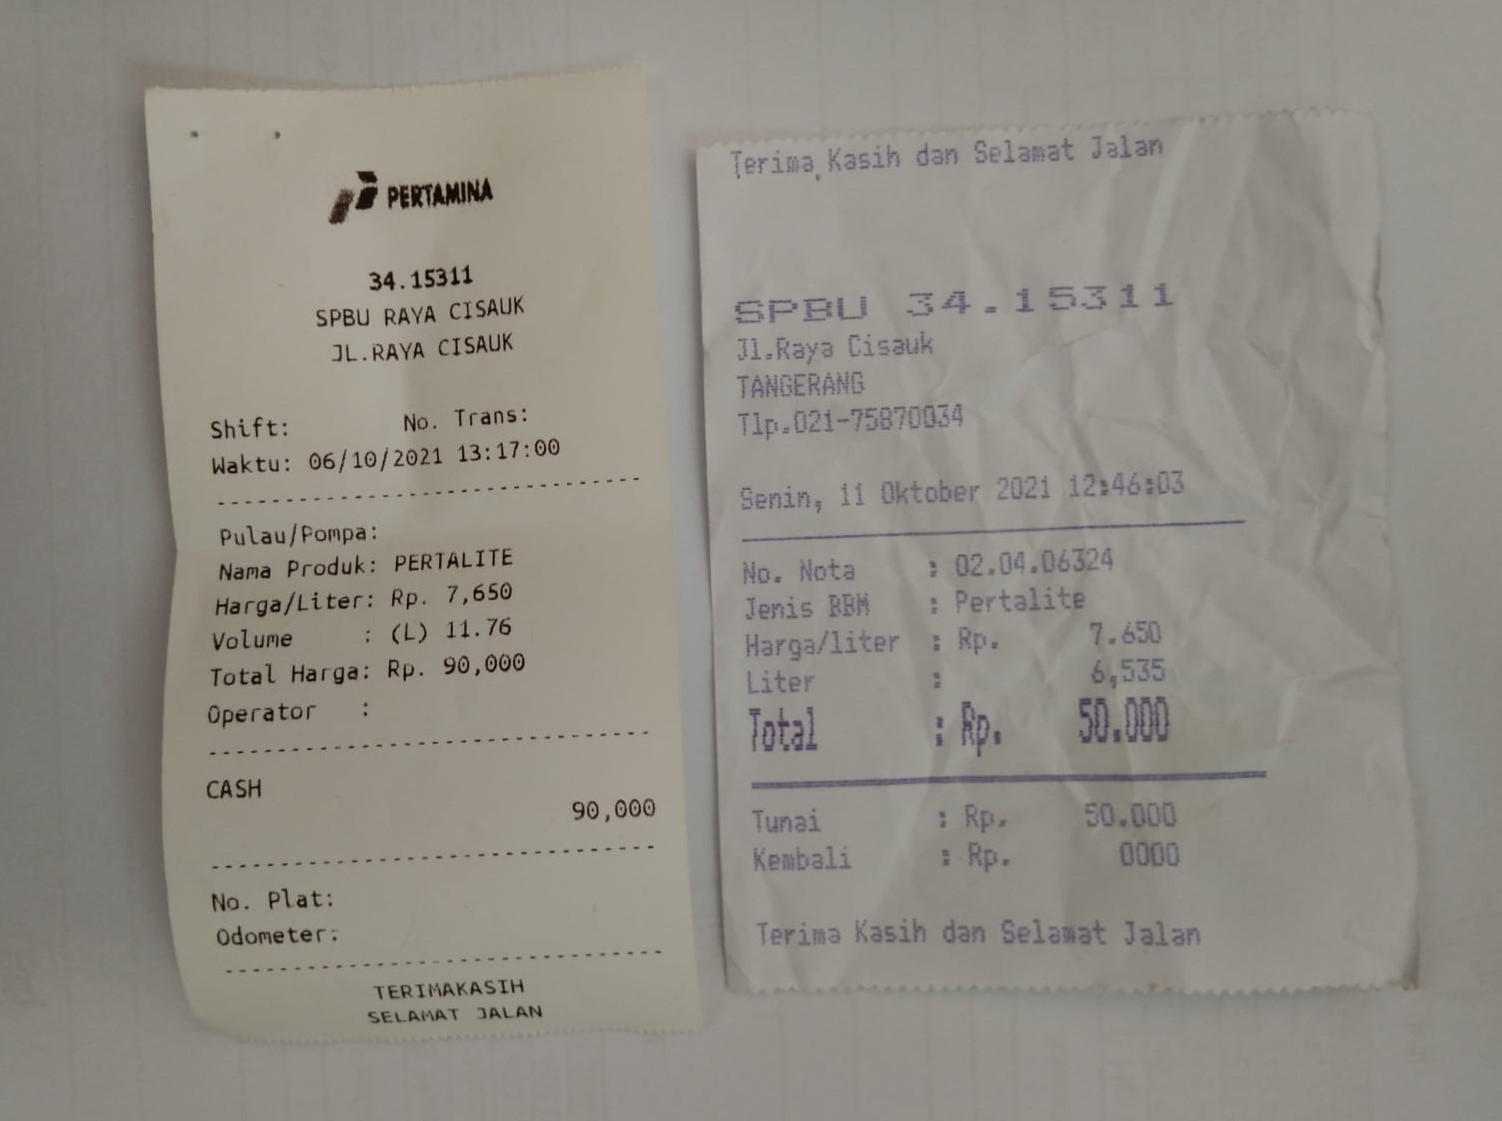 PERTAMINA
34.15311
SPBU RAYA CISAUK
JL.RAYA CISAUK
Shift: No. Trans:
Waktu: 06/10/2021 13:17:00
Pulau/Pompa:
Nama Produk: PERTALITE
Harga/Liter: Rp. 7,650
Volume : (L) 11.76
Total Harga: Rp. 90,000
Operator :
CASH
90,000
No. Plat:
Odometer:
TERIMAKASIH
SELAMAT JALAN
Terima Kasih dan Selamat Jalan
SPBU 34.15311
Jl.Raya Cisauk
TANGERANG
Tlp.021-75870034
Senin, 11 Oktober 2021 12:46:03
No. Nota : 02.04.06324
Jenis BBM : Pertalite
Harga/liter : Rp. 7.650
Liter : 6,535
Total : Rp. 50.000
Tunai : Rp. 50.000
Kembali : Rp. 0000
Terima Kasih dan Selamat Jalan